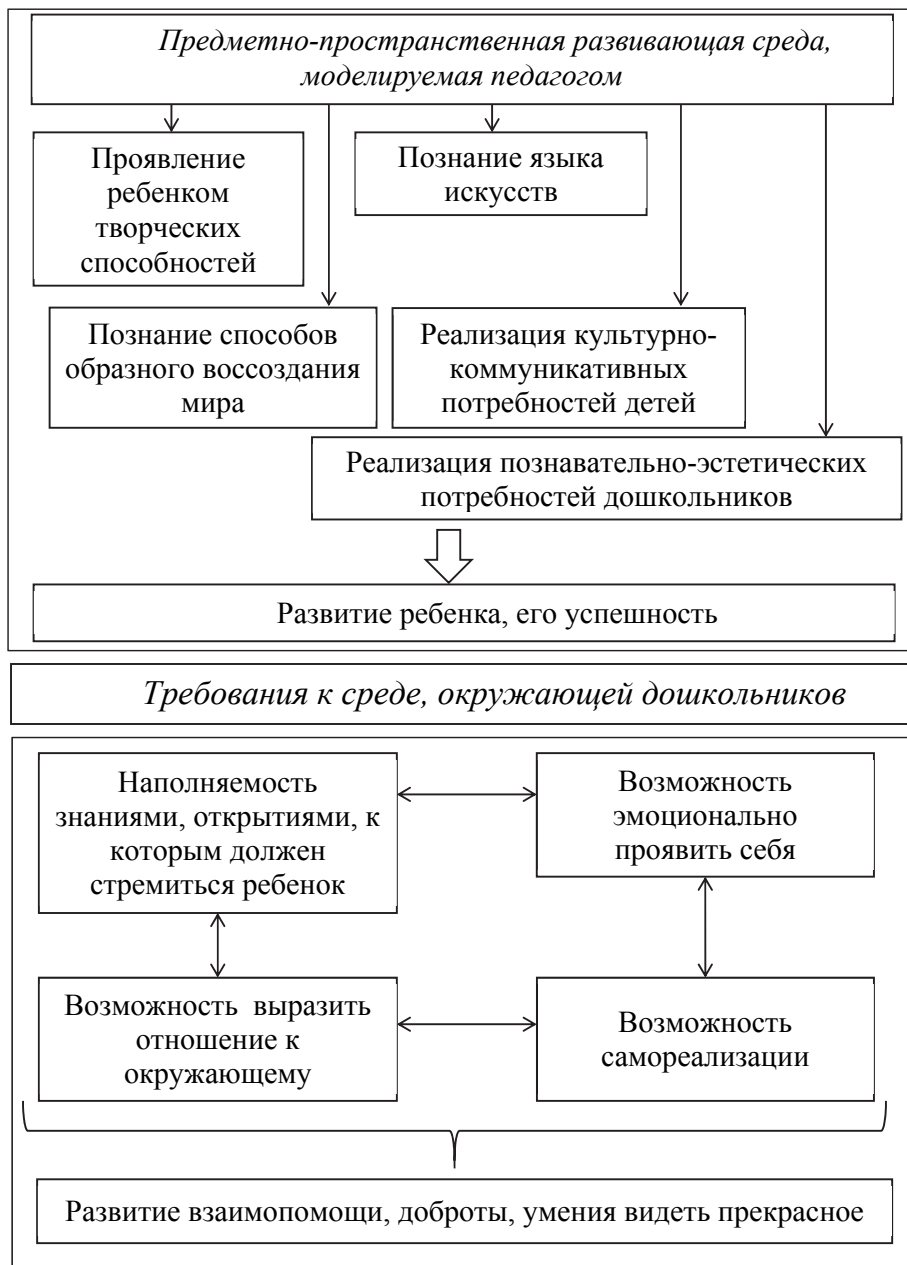 Предметно-пространственная развивающая среда,
моделируемая педагогом
Проявление
ребенком
творческих
способностей
Познание языка
искусств
Познание способов
образного воссоздания
мира
Реализация культурно-
коммуникативных
потребностей детей
Реализация познавательно-эстетических
потребностей дошкольников
Развитие ребенка, его успешность
Требования к среде, окружающей дошкольников
Наполняемость
знаниями, открытиями, к
которым должен
стремиться ребенок
Возможность
эмоционально
проявить себя
Возможность выразить
отношение к
окружающему
Возможность
самореализации
Развитие взаимопомощи, доброты, умения видеть прекрасное